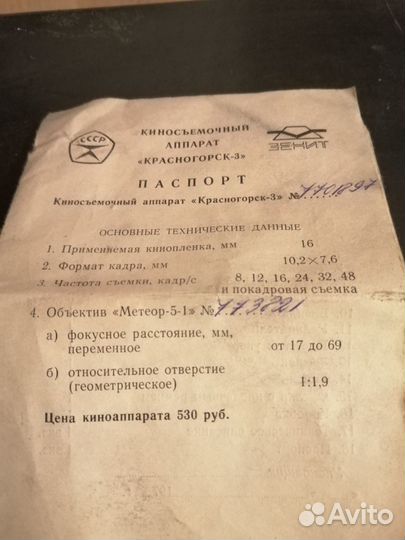 СССР
КИНОСЪЕМОЧНЫЙ
АППАРАТ
«КРАСНОГОРСК-3»
ЗЕНИТ
ПАСПОРТ
Киносъемочный аппарат «Красногорск-3» №
ОСНОВНЫЕ ТЕХНИЧЕСКИЕ ДАННЫЕ
1. Применяемая кинопленка, мм 16
2. Формат кадра, мм 10,2×7,6
3. Частота съемки, кадр/с 8, 12, 16, 24, 32, 48
и покадровая съемка
4. Объектив «Метеор-5-1» № 773821
а) фокусное расстояние, мм,
переменное от 17 до 69
б) относительное отверстие
(геометрическое) 1:1,9
Цена киноаппарата 530 руб.
Avito